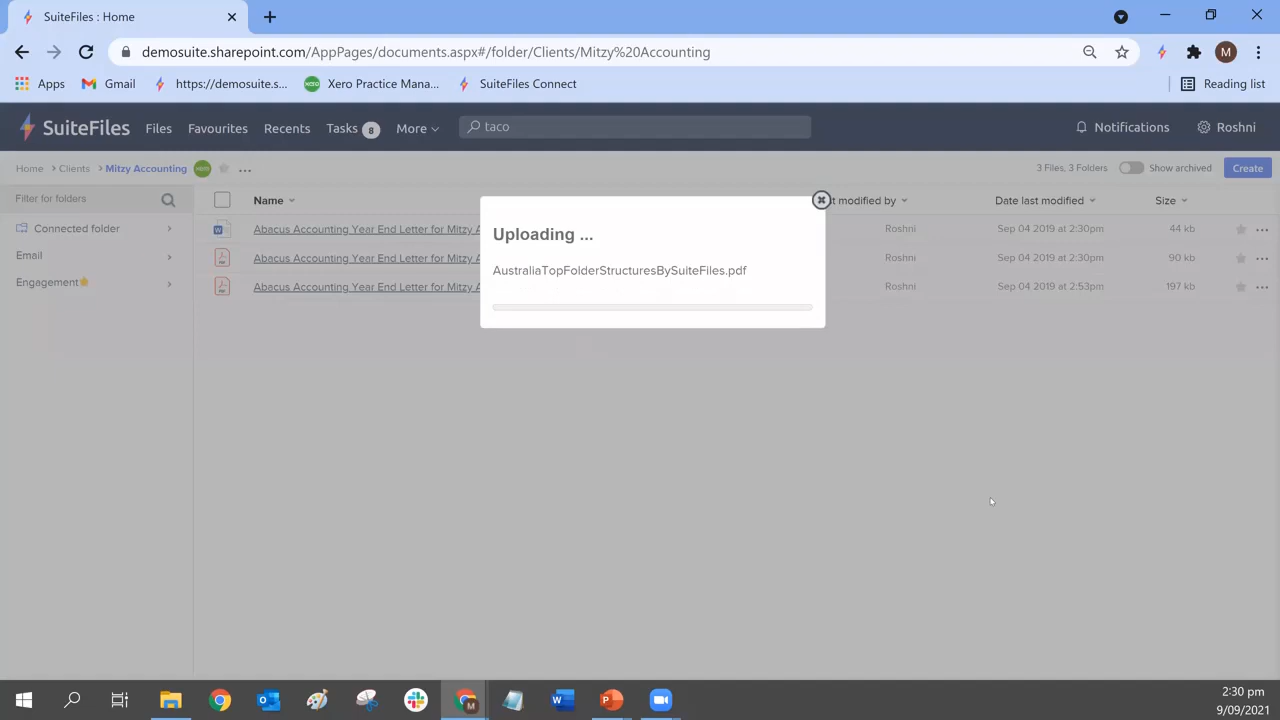 SuiteFiles : Home
demosuite.sharepoint.com/AppPages/documents.aspx#/folder/Clients/Mitzy%20Accounting
M
Apps Gmail https://demosuite.s... Xero Practice Mana... SuiteFiles Connect Reading list
SuiteFiles Files Favourites Recents Tasks 8 More taco Notifications Roshni
Home > Clients > Mitzy Accounting ... 3 Files, 3 Folders Show archived Create
Filter for folders Name t modified by Date last modified Size
Connected folder Abacus Accounting Year End Letter for Mitzy A Roshni Sep 04 2019 at 2:30pm 44 kb
Email Abacus Accounting Year End Letter for Mitzy A Roshni Sep 04 2019 at 2:30pm 90 kb
Engagement Abacus Accounting Year End Letter for Mitzy A Roshni Sep 04 2019 at 2:53pm 197 kb
Uploading ...
AustraliaTopFolderStructuresBySuiteFiles.pdf
2:30 pm
9/09/2021